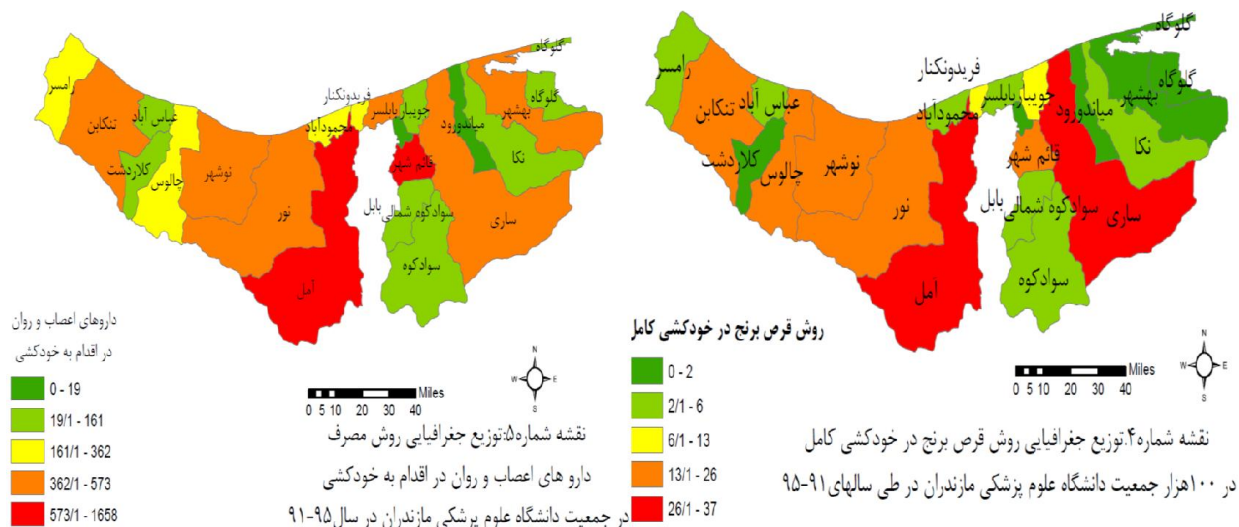 رامسر
تنکابن
عباس آباد
کلاردشت
چالوس
نوشهر
نور
آمل
محمودآباد
فریدونکنار
بابلسر
جویبار
قائم شهر
بابل
سوادکوه شمالی
سوادکوه
ساری
میاندورود
نکا
بهشهر
گلوگاه
گلوگاه
داروهای اعصاب و روان
در اقدام به خودکشی
0 - 19
19/1 - 161
161/1 - 362
362/1 - 573
573/1 - 1658
N
W E
S
Miles
0 5 10 20 30 40
نقشه شماره۵:توزیع جغرافیایی روش مصرف
دارو های اعصاب و روان در اقدام به خودکشی
در جمعیت دانشگاه علوم پرشکی مازندران در سال۹۵-۹۱
رامسر
تنکابن
عباس آباد
کلاردشت
چالوس
نوشهر
نور
آمل
محمودآباد
فریدونکنار
بابلسر
جویبار
قائم شهر
بابل
سوادکوه شمالی
سوادکوه
ساری
میاندورود
نکا
بهشهر
گلوگاه
گلوگاه
روش قرص برنج در خودکشی کامل
0 - 2
2/1 - 6
6/1 - 13
13/1 - 26
26/1 - 37
N
W E
S
Miles
0 5 10 20 30 40
نقشه شماره۴:توزیع جغرافیایی روش قرص برنج در خودکشی کامل
در ۱۰۰هزار جمعیت دانشگاه علوم پزشکی مازندران در طی سالهای۹۱-۹۵